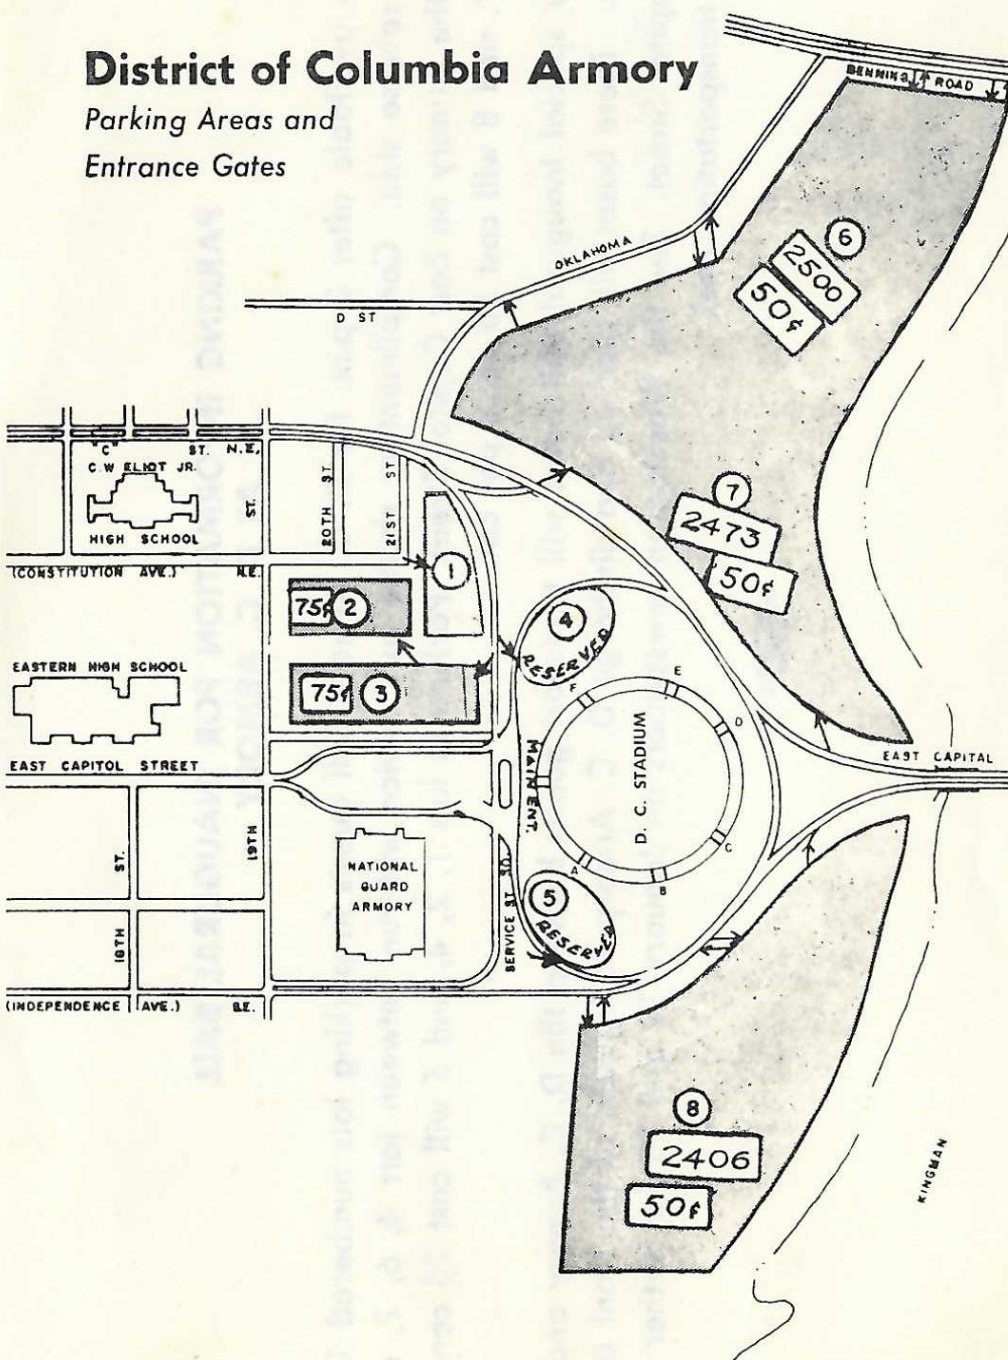 District of Columbia Armory
Parking Areas and
Entrance Gates
BENNING ROAD
6
2500
50¢
OKLAHOMA
D ST
"C" ST. N.E.
C.W ELIOT JR.
HIGH SCHOOL
ST.
20TH ST
21ST ST
7
2473
50¢
1
(CONSTITUTION AVE.) N.E.
75¢ 2
4
RESERVED
EASTERN HIGH SCHOOL
75¢ 3
F
E
D
MAIN ENT.
D. C. STADIUM
EAST CAPITOL STREET
EAST CAPITAL
19TH
ST.
18TH
NATIONAL
GUARD
ARMORY
A
B
C
5
RESERVED
SERVICE ST RD.
(INDEPENDENCE AVE.) S.E.
8
2406
50¢
KINGMAN